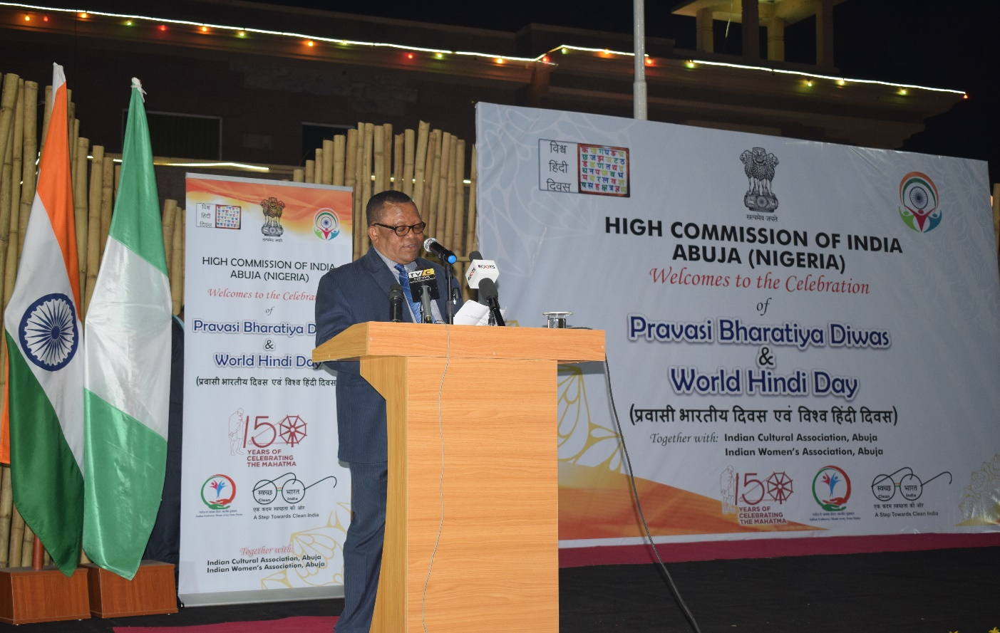 विश्व
हिंदी
दिवस
सत्यमेव जयते
HIGH COMMISSION OF INDIA
ABUJA (NIGERIA)
Welcomes to the Celebra
of
Pravasi Bharatiya D
&
World Hindi Day
(प्रवासी भारतीय दिवस एवं विश्व हिंदी दिवस
150
YEARS OF
CELEBRATING
THE MAHATMA
स्वच्छ भारत
Clean India
एक कदम स्वच्छता की ओर
A Step Towards Clean India
Together with:
Indian Cultural Association, Abuja
Indian Women's Association, Abuja
TVC
NEWS
ROOTS
विश्व
हिंदी
दिवस
सत्यमेव जयते
HIGH COMMISSION OF INDIA
ABUJA (NIGERIA)
Welcomes to the Celebration
of
Pravasi Bharatiya Diwas
&
World Hindi Day
(प्रवासी भारतीय दिवस एवं विश्व हिंदी दिवस)
Together with: Indian Cultural Association, Abuja
Indian Women's Association, Abuja
150
YEARS OF
CELEBRATING
THE MAHATMA
स्वच्छ भारत
Clean India
एक कदम स्वच्छता की ओर
A Step Towards Clean India